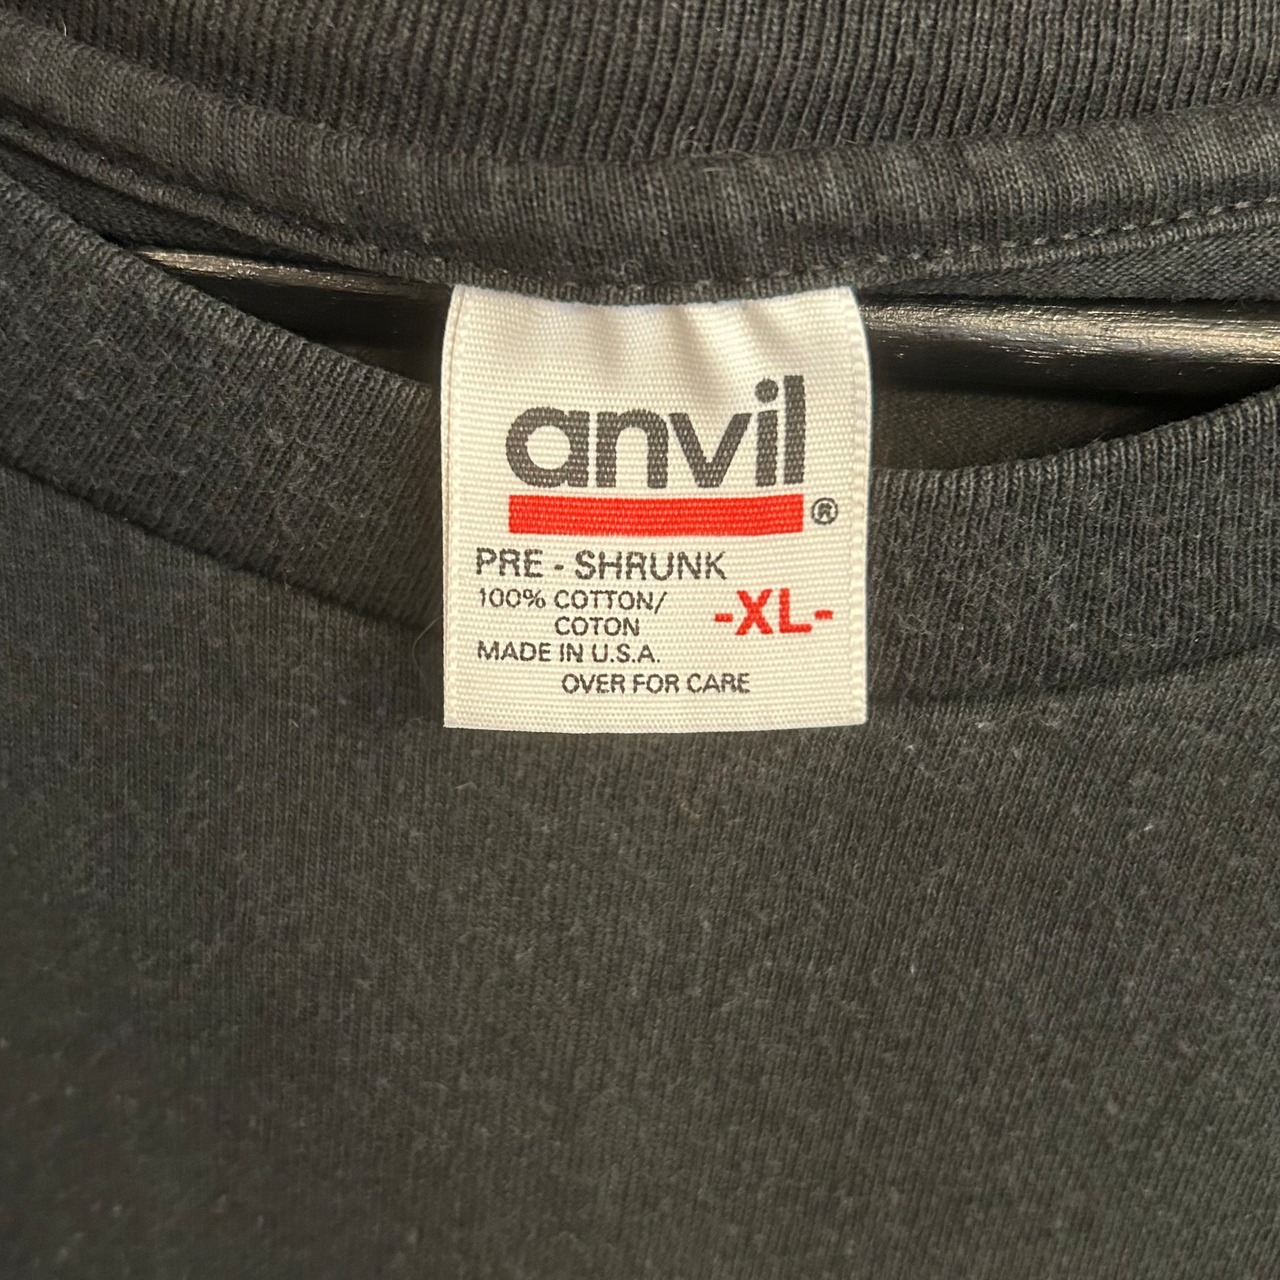 anvil®
PRE - SHRUNK
100% COTTON/
COTON
-XL-
MADE IN U.S.A.
OVER FOR CARE